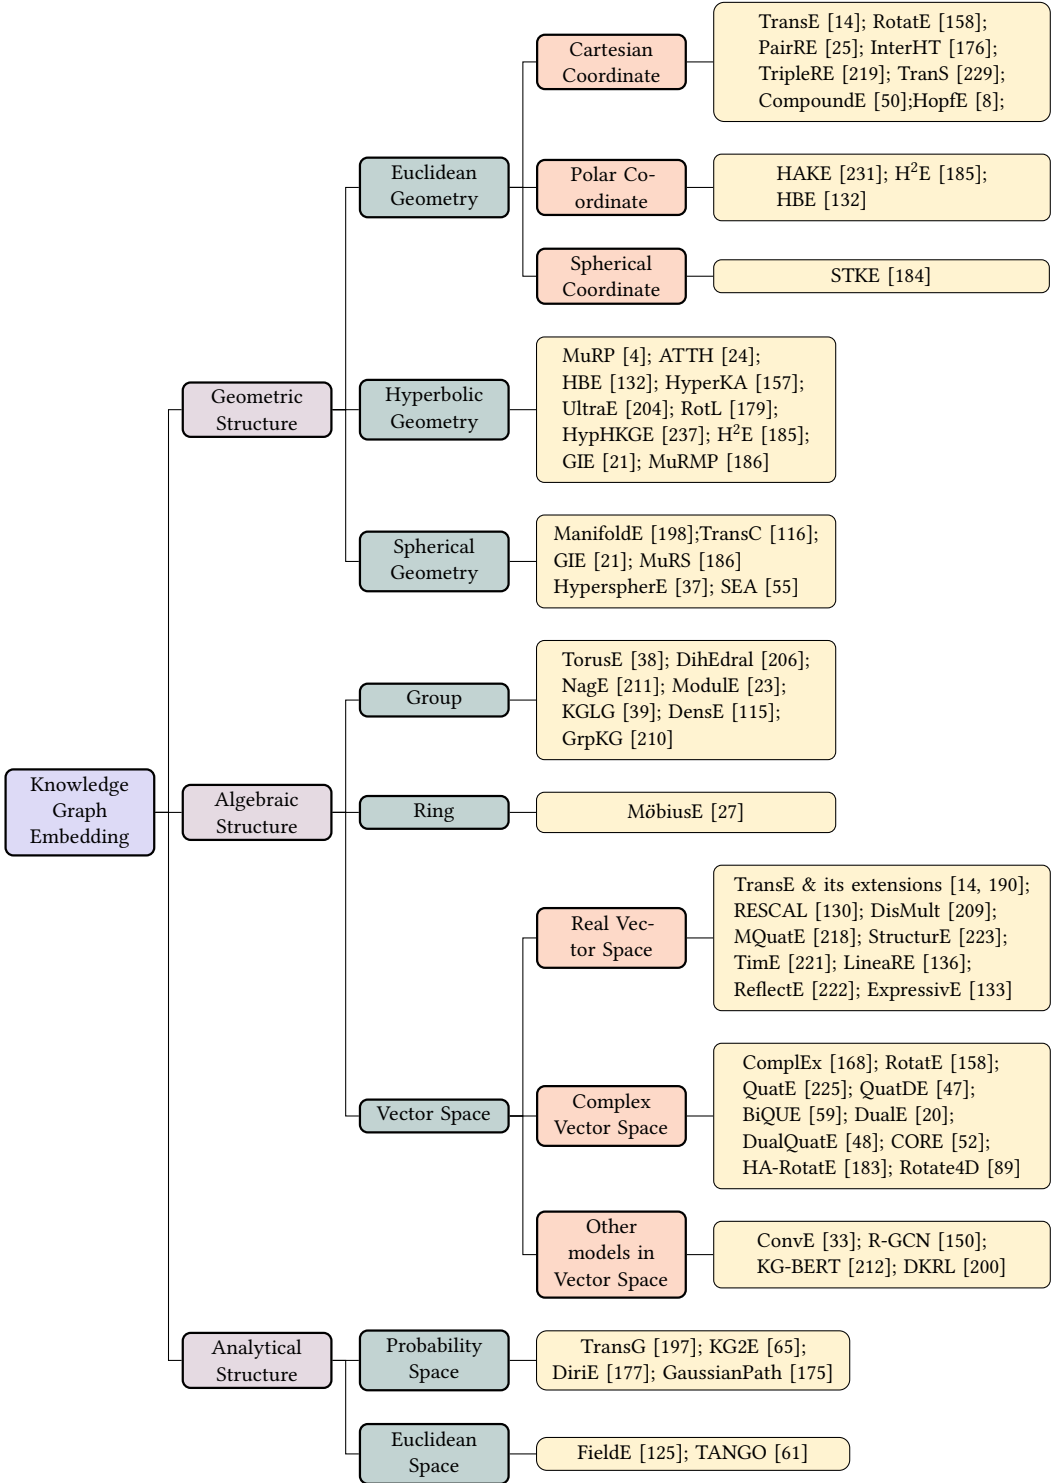 TransE [14]; RotatE [158];
PairRE [25]; InterHT [176];
TripleRE [219]; TranS [229];
CompoundE [50];HopfE [8];
Cartesian
Coordinate
Euclidean
Geometry
Polar Co-
ordinate
HAKE [231]; H²E [185];
HBE [132]
Spherical
Coordinate
STKE [184]
Geometric
Structure
Hyperbolic
Geometry
MuRP [4]; ATTH [24];
HBE [132]; HyperKA [157];
UltraE [204]; RotL [179];
HypHKGE [237]; H²E [185];
GIE [21]; MuRMP [186]
Spherical
Geometry
ManifoldE [198];TransC [116];
GIE [21]; MuRS [186]
HyperspherE [37]; SEA [55]
Group
TorusE [38]; DihEdral [206];
NagE [211]; ModulE [23];
KGLG [39]; DensE [115];
GrpKG [210]
Knowledge
Graph
Embedding
Algebraic
Structure
Ring
MöbiusE [27]
Real Vec-
tor Space
TransE & its extensions [14, 190];
RESCAL [130]; DisMult [209];
MQuatE [218]; StructurE [223];
TimE [221]; LineaRE [136];
ReflectE [222]; ExpressivE [133]
Vector Space
Complex
Vector Space
ComplEx [168]; RotatE [158];
QuatE [225]; QuatDE [47];
BiQUE [59]; DualE [20];
DualQuatE [48]; CORE [52];
HA-RotatE [183]; Rotate4D [89]
Other
models in
Vector Space
ConvE [33]; R-GCN [150];
KG-BERT [212]; DKRL [200]
Analytical
Structure
Probability
Space
TransG [197]; KG2E [65];
DiriE [177]; GaussianPath [175]
Euclidean
Space
FieldE [125]; TANGO [61]